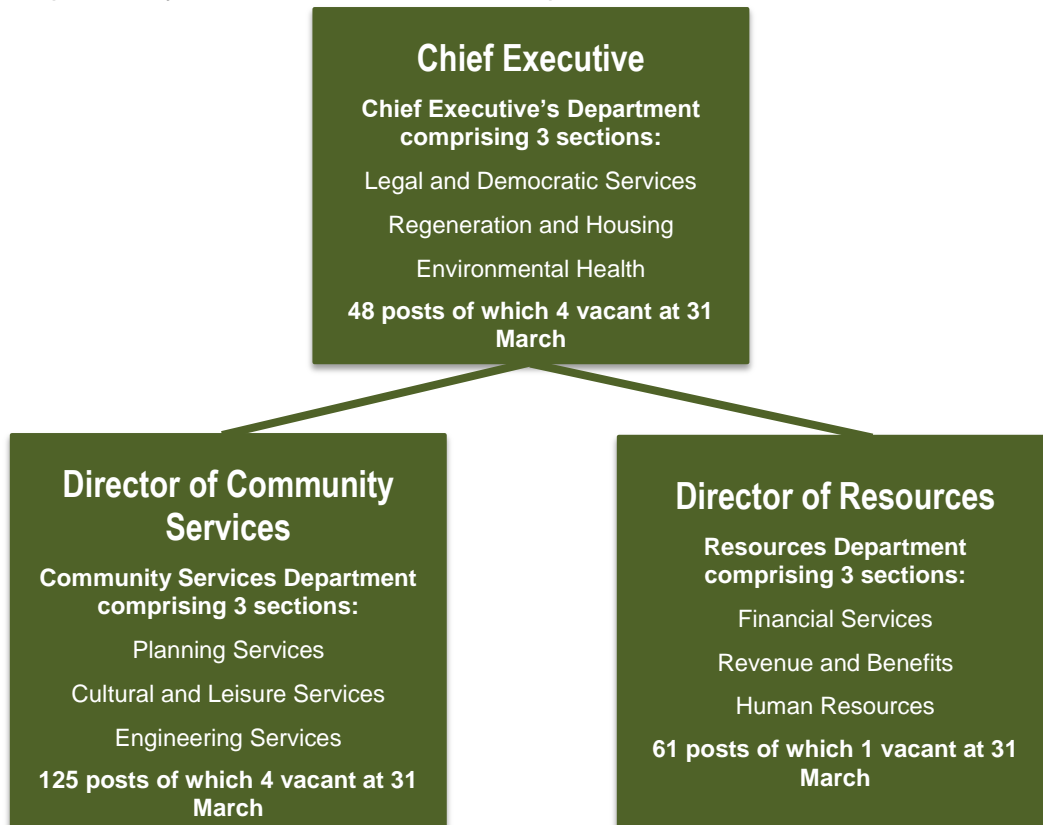 Chief Executive
Chief Executive's Department
comprising 3 sections:
Legal and Democratic Services
Regeneration and Housing
Environmental Health
48 posts of which 4 vacant at 31
March
Director of Community
Services
Community Services Department
comprising 3 sections:
Planning Services
Cultural and Leisure Services
Engineering Services
125 posts of which 4 vacant at 31
March
Director of Resources
Resources Department
comprising 3 sections:
Financial Services
Revenue and Benefits
Human Resources
61 posts of which 1 vacant at 31
March